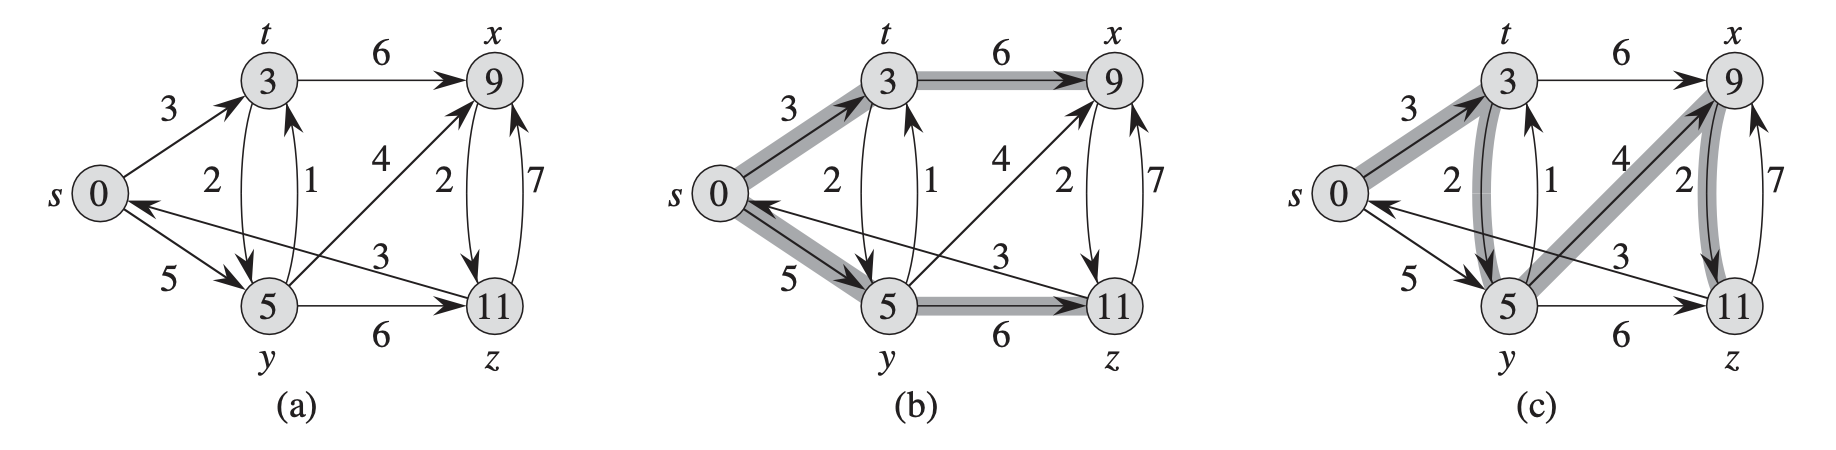 t x t x t x
6 6 6
3 9 3 9 3 9
3 3 3
2 1 4 2 7 2 1 4 2 7 2 1 4 2 7
s 0 s 0 s 0
3 3 3
5 5 5
5 11 5 11 5 11
6 6 6
y z y z y z
(a) (b) (c)